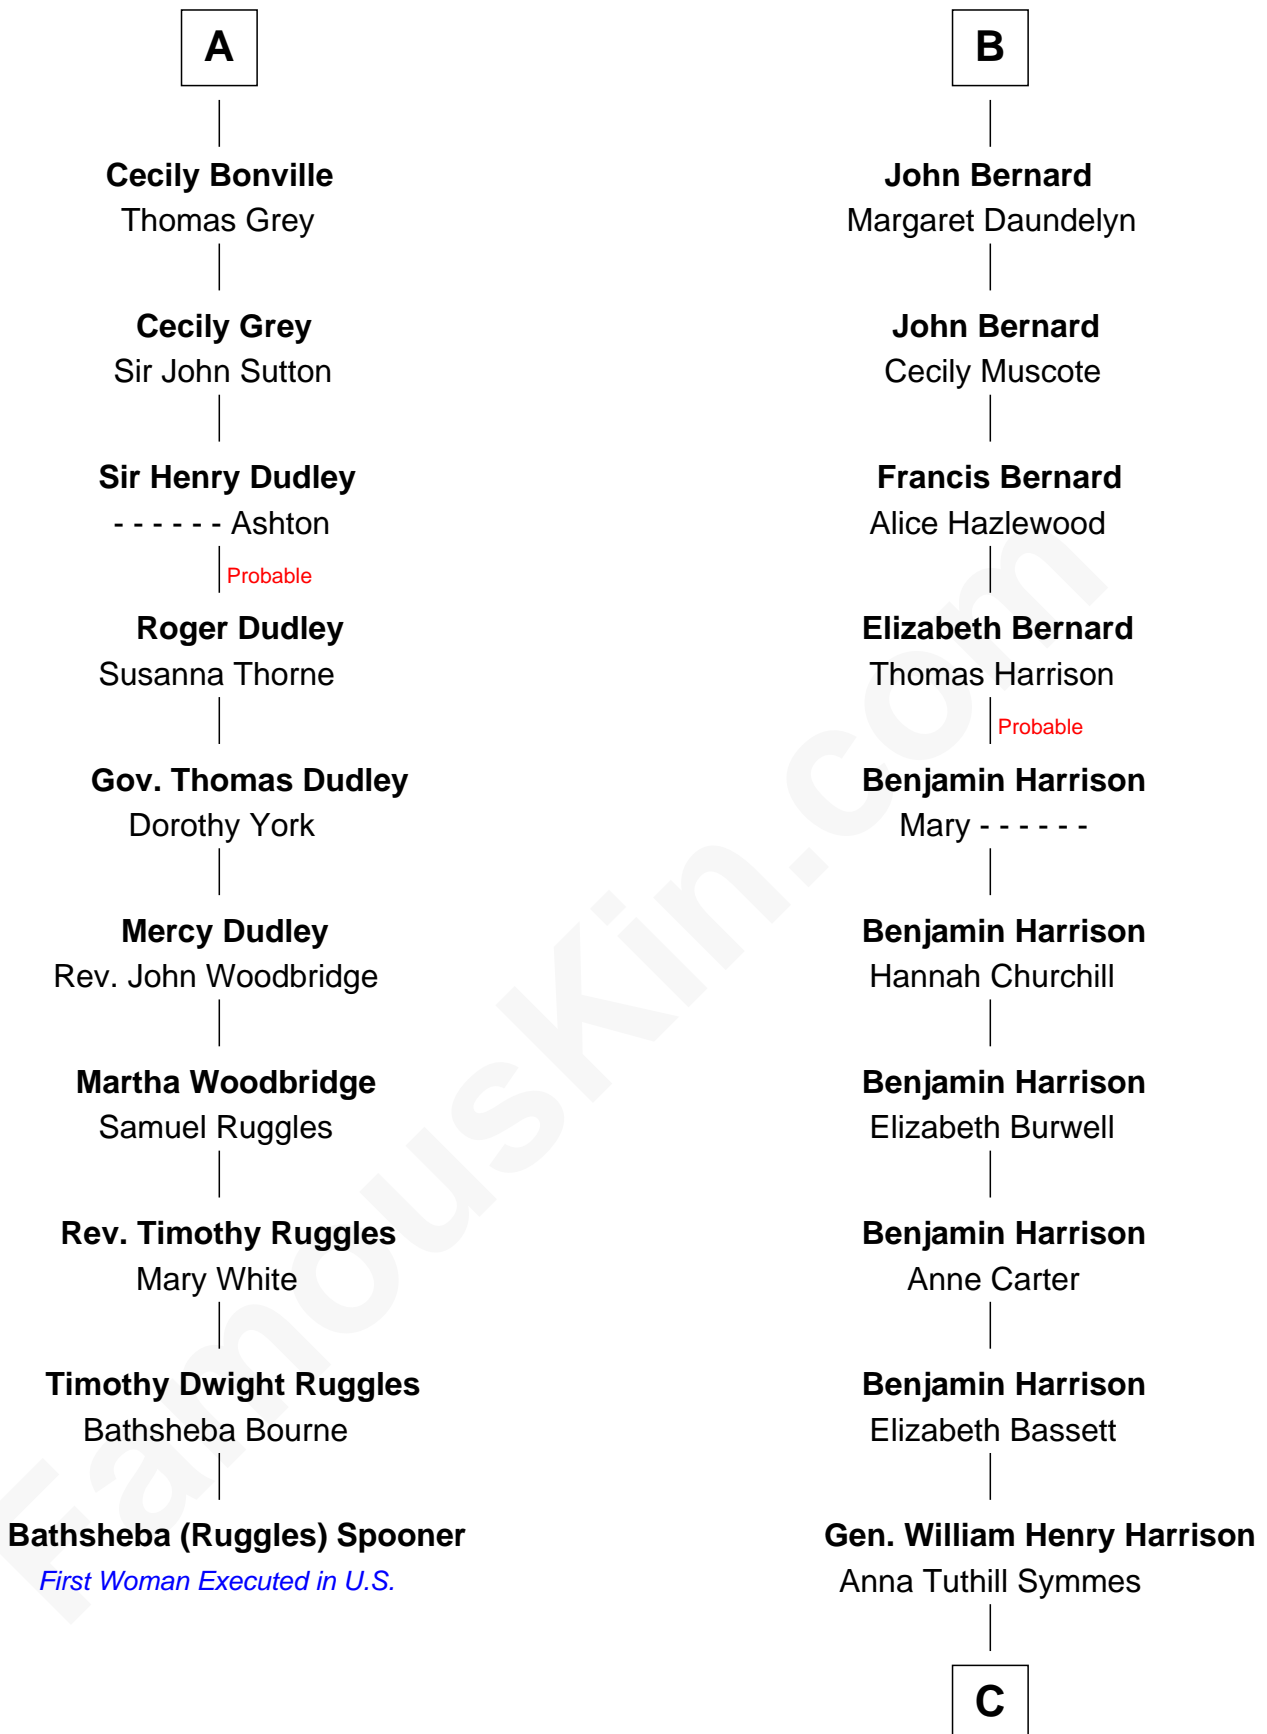 A
Cecily Bonville
Thomas Grey
Cecily Grey
Sir John Sutton
Sir Henry Dudley
- - - - - - Ashton
Probable
Roger Dudley
Susanna Thorne
Gov. Thomas Dudley
Dorothy York
Mercy Dudley
Rev. John Woodbridge
Martha Woodbridge
Samuel Ruggles
Rev. Timothy Ruggles
Mary White
Timothy Dwight Ruggles
Bathsheba Bourne
Bathsheba (Ruggles) Spooner
First Woman Executed in U.S.
B
John Bernard
Margaret Daundelyn
John Bernard
Cecily Muscote
Francis Bernard
Alice Hazlewood
Elizabeth Bernard
Thomas Harrison
Probable
Benjamin Harrison
Mary - - - - - -
Benjamin Harrison
Hannah Churchill
Benjamin Harrison
Elizabeth Burwell
Benjamin Harrison
Anne Carter
Benjamin Harrison
Elizabeth Bassett
Gen. William Henry Harrison
Anna Tuthill Symmes
C
FamousKin.com